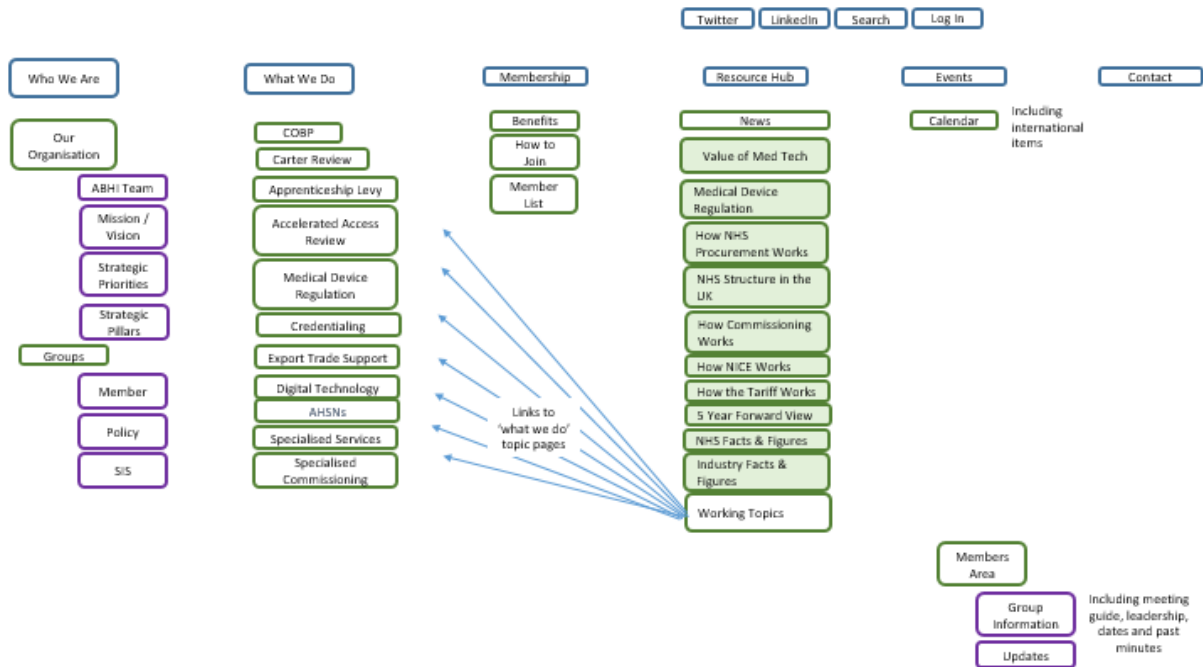 Twitter
LinkedIn
Search
Log In
Who We Are
What We Do
Membership
Resource Hub
Events
Contact
Our
Organisation
ABHI Team
Mission /
Vision
Strategic
Priorities
Strategic
Pillars
Groups
Member
Policy
SIS
COBP
Carter Review
Apprenticeship Levy
Accelerated Access
Review
Medical Device
Regulation
Credentialing
Export Trade Support
Digital Technology
AHSNs
Specialised Services
Specialised
Commissioning
Benefits
How to
Join
Member
List
Links to
'what we do'
topic pages
News
Value of Med Tech
Medical Device
Regulation
How NHS
Procurement Works
NHS Structure in the
UK
How Commissioning
Works
How NICE Works
How the Tariff Works
5 Year Forward View
NHS Facts & Figures
Industry Facts &
Figures
Working Topics
Calendar
Including
international
items
Members
Area
Group
Information
Updates
Including meeting
guide, leadership,
dates and past
minutes